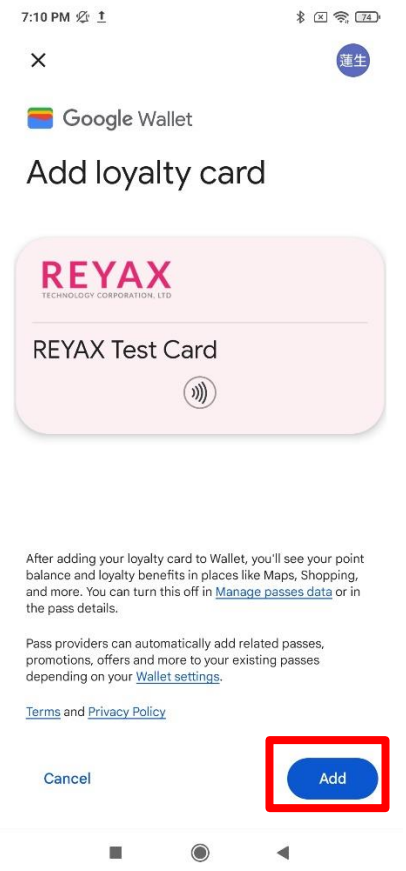 7:10 PM
74
蓮生
Google Wallet
Add loyalty card
REYAX
TECHNOLOGY CORPORATION, LTD
REYAX Test Card
After adding your loyalty card to Wallet, you'll see your point
balance and loyalty benefits in places like Maps, Shopping,
and more. You can turn this off in Manage passes data or in
the pass details.
Pass providers can automatically add related passes,
promotions, offers and more to your existing passes
depending on your Wallet settings.
Terms and Privacy Policy
Cancel
Add